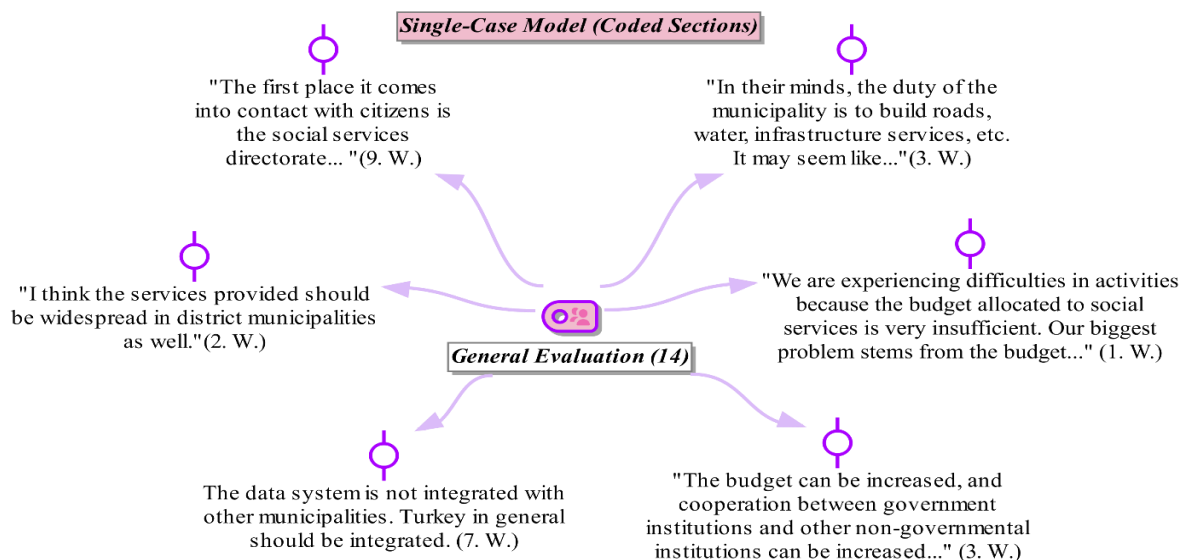 Single-Case Model (Coded Sections)
"The first place it comes
into contact with citizens is
the social services
directorate... "(9. W.)
"In their minds, the duty of the
municipality is to build roads,
water, infrastructure services, etc.
It may seem like..."(3. W.)
"I think the services provided should
be widespread in district municipalities
as well."(2. W.)
"We are experiencing difficulties in activities
because the budget allocated to social
services is very insufficient. Our biggest
problem stems from the budget..." (1. W.)
General Evaluation (14)
The data system is not integrated with
other municipalities. Turkey in general
should be integrated. (7. W.)
"The budget can be increased, and
cooperation between government
institutions and other non-governmental
institutions can be increased..." (3. W.)